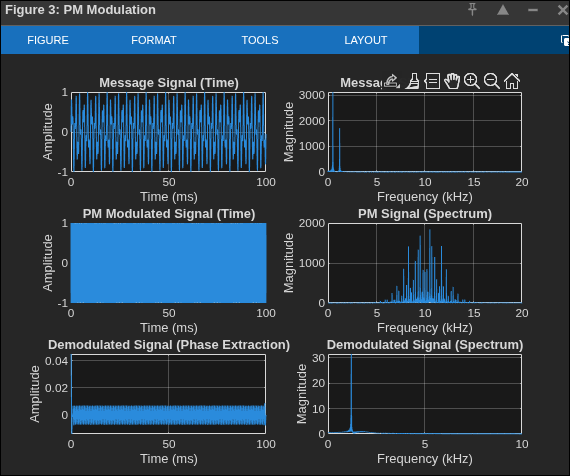 Figure 3: PM Modulation
FIGURE FORMAT TOOLS LAYOUT
Message Signal (Time)
1
0
-1
Amplitude
0 50 100
Time (ms)
3000
2000
1000
0
Magnitude
0 5 10 15 20
Frequency (kHz)
PM Modulated Signal (Time)
1
0
-1
Amplitude
0 50 100
Time (ms)
PM Signal (Spectrum)
2000
1000
0
Magnitude
0 5 10 15 20
Frequency (kHz)
Demodulated Signal (Phase Extraction)
0.04
0.02
0
Amplitude
0 50 100
Time (ms)
Demodulated Signal (Spectrum)
30
20
10
0
Magnitude
0 5 10
Frequency (kHz)